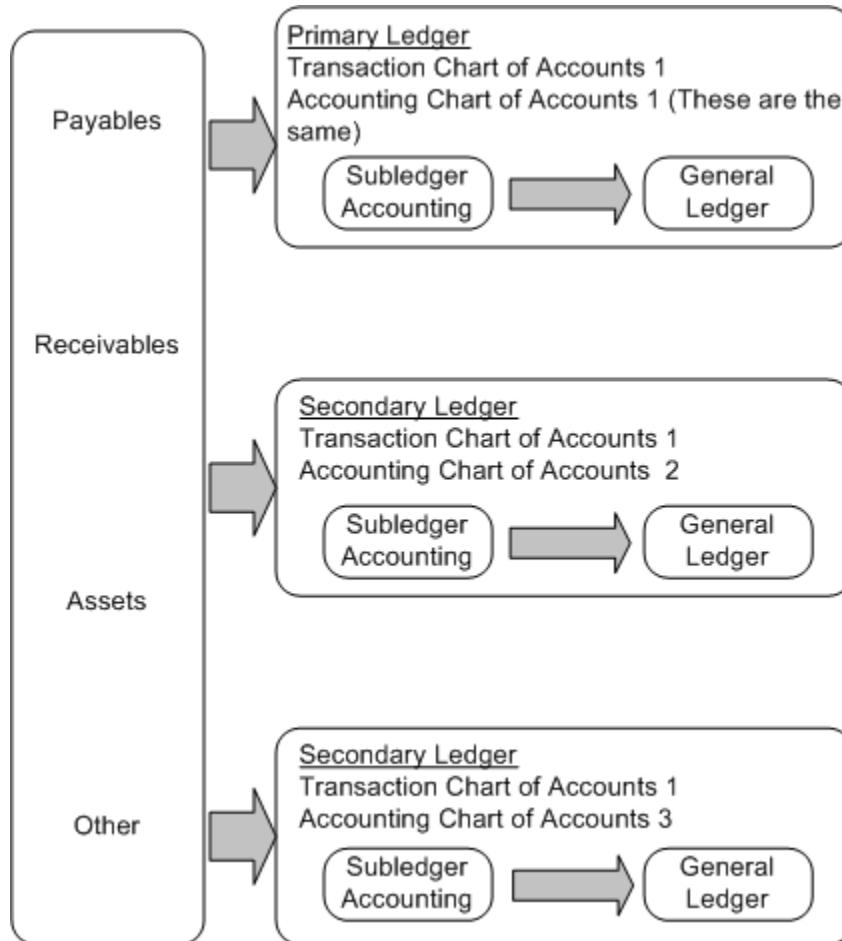 Payables
Receivables
Assets
Other
Primary Ledger
Transaction Chart of Accounts 1
Accounting Chart of Accounts 1 (These are the
same)
Subledger
Accounting
General
Ledger
Secondary Ledger
Transaction Chart of Accounts 1
Accounting Chart of Accounts  2
Subledger
Accounting
General
Ledger
Secondary Ledger
Transaction Chart of Accounts 1
Accounting Chart of Accounts 3
Subledger
Accounting
General
Ledger